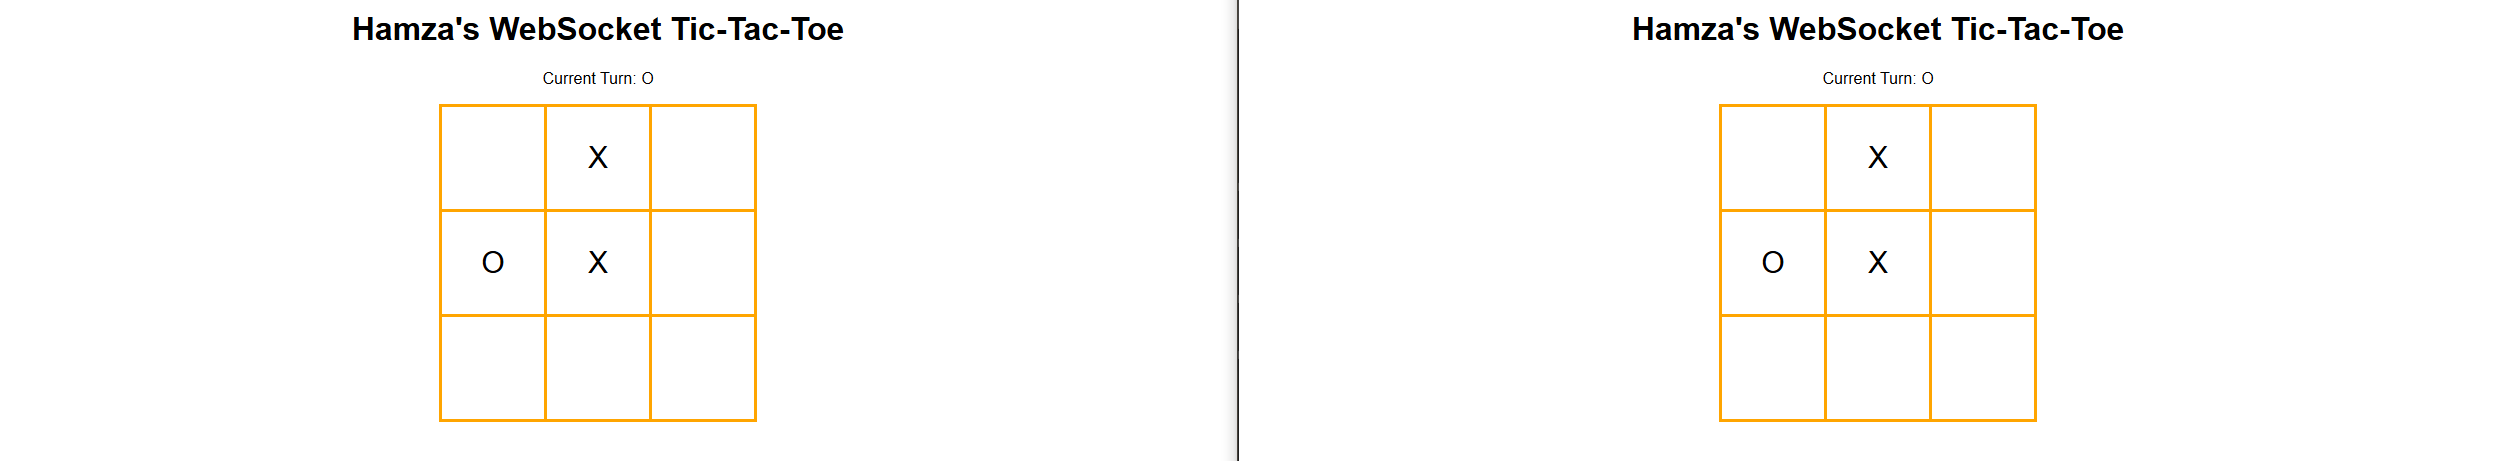 Hamza's WebSocket Tic-Tac-Toe
Current Turn: O
X
O X
Hamza's WebSocket Tic-Tac-Toe
Current Turn: O
X
O X